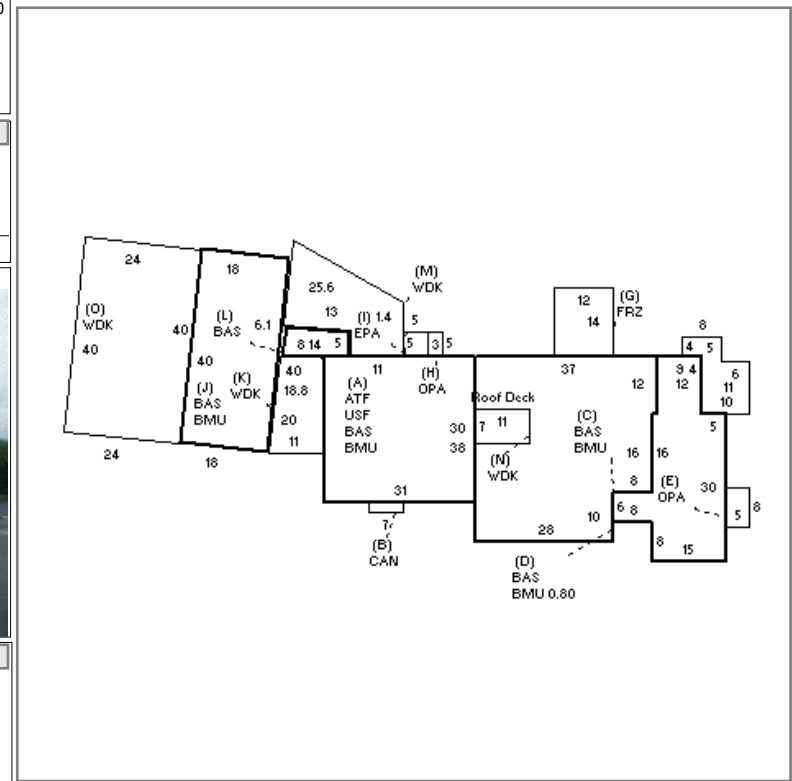 24
18
(O)
WDK
40
40
(L)
BAS
6.1
40
(J)
BAS
BMU
(K)
WDK
24
18
25.6
13
(I) 1.4
EPA
(M)
WDK
5
8 14 5
5
3
5
(H)
OPA
40
18.8
20
11
11
(A)
ATF
USF
BAS
BMU
30
38
31
7
(B)
CAN
Roof Deck
7 11
(N)
WDK
12
14
(G)
FRZ
37
12
(C)
BAS
BMU
16
8
10
28
(D)
BAS
BMU 0.80
6 8
8
15
16
(E)
OPA
30
5
9 4
12
8
4 5
6
11
10
5
8